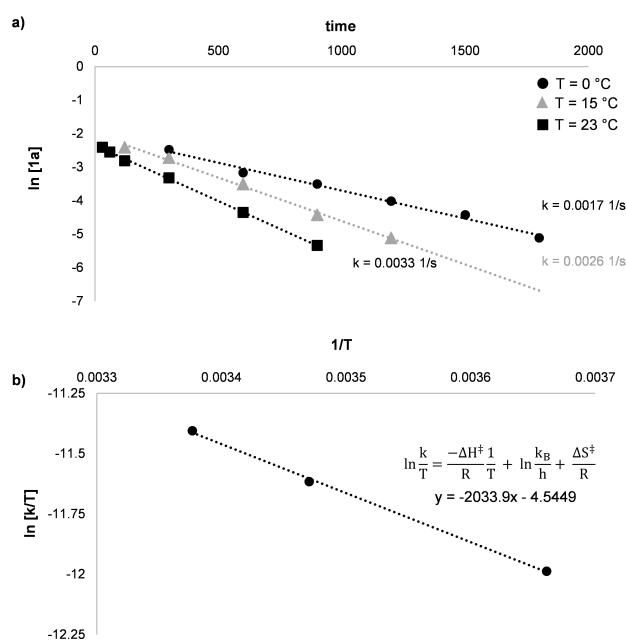 a)
time
0 500 1000 1500 2000
0
-1
-2
-3
-4
-5
-6
-7
ln [1a]
T = 0 °C
T = 15 °C
T = 23 °C
k = 0.0017 1/s
k = 0.0033 1/s
k = 0.0026 1/s
1/T
b)
0.0033 0.0034 0.0035 0.0036 0.0037
-11.25
-11.5
-11.75
-12
-12.25
ln [k/T]
ln k/T = -ΔH‡/R 1/T + ln kB/h + ΔS‡/R
y = -2033.9x - 4.5449